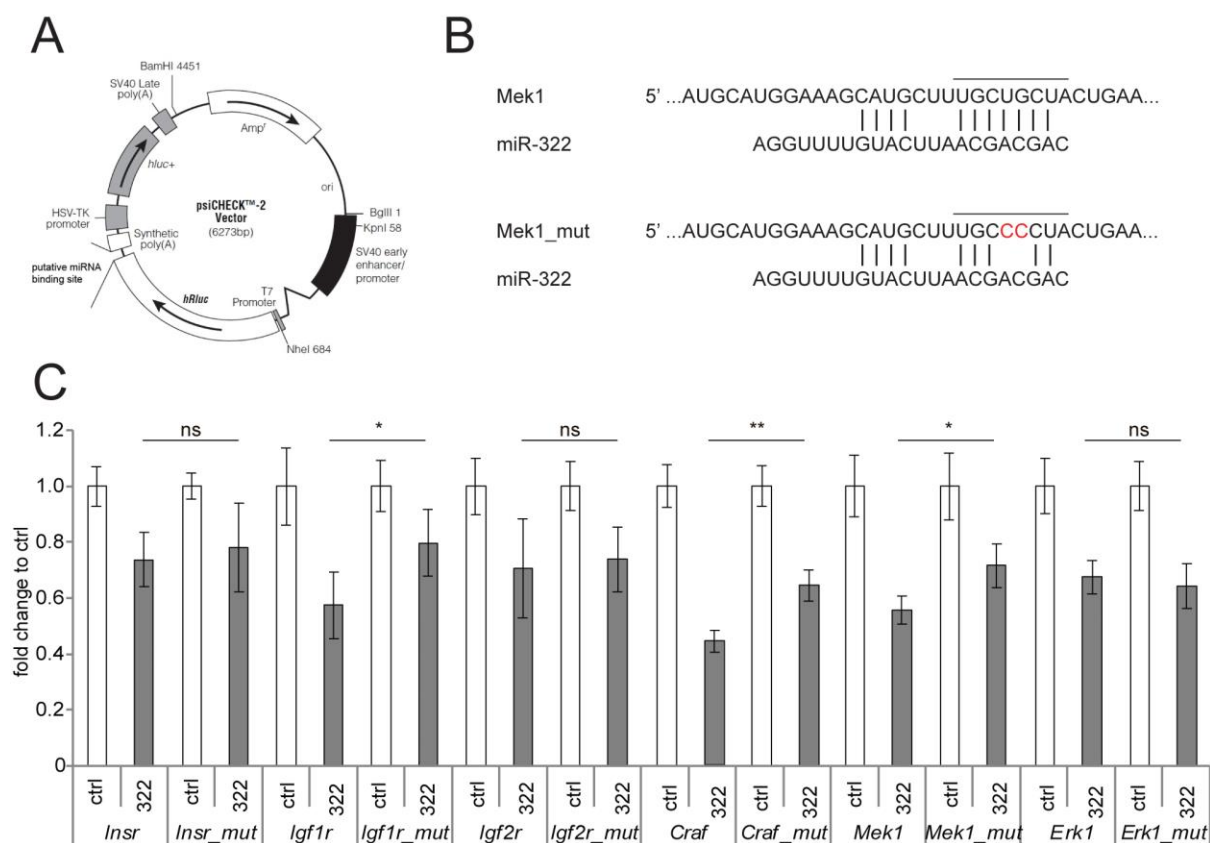 A
BamHI 4451
SV40 Late
poly(A)
Ampʳ
hluc+
ori
HSV-TK
promoter
psiCHECK™-2
Vector
(6273bp)
BglII 1
KpnI 58
Synthetic
poly(A)
SV40 early
enhancer/
promoter
putative miRNA
binding site
T7
Promoter
hRluc
NheI 684
B
Mek1 5' ...AUGCAUGGAAAGCAUGCUUUGCUGCUACUGAA...
miR-322 AGGUUUUGUACUUAACGACGAC
Mek1_mut 5' ...AUGCAUGGAAAGCAUGCUUUGCCCCUACUGAA...
miR-322 AGGUUUUGUACUUAACGACGAC
C
fold change to ctrl
1.2
1.0
0.8
0.6
0.4
0.2
0
ns * ns ** * ns
ctrl 322 ctrl 322 ctrl 322 ctrl 322 ctrl 322 ctrl 322 ctrl 322 ctrl 322 ctrl 322 ctrl 322 ctrl 322 ctrl 322
Insr Insr_mut Igf1r Igf1r_mut Igf2r Igf2r_mut Craf Craf_mut Mek1 Mek1_mut Erk1 Erk1_mut